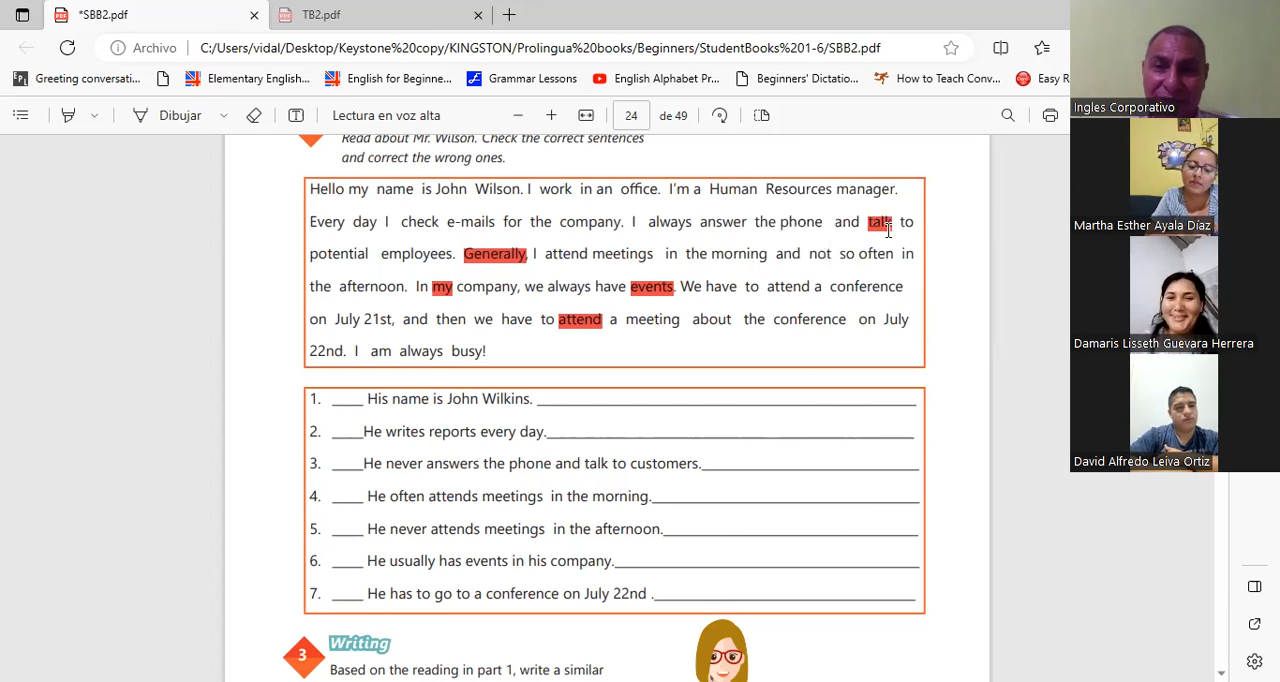 *SBB2.pdf
TB2.pdf
Archivo C:/Users/vidal/Desktop/Keystone%20copy/KINGSTON/Prolingua%20books/Beginners/StudentBooks%201-6/SBB2.pdf
Greeting conversati... Elementary English... English for Beginne... Grammar Lessons English Alphabet Pr... Beginners' Dictatio... How to Teach Conv... Easy R
Dibujar Lectura en voz alta 24 de 49
Read about Mr. Wilson. Check the correct sentences
and correct the wrong ones.
Hello my name is John Wilson. I work in an office. I'm a Human Resources manager.
Every day I check e-mails for the company. I always answer the phone and talk to
potential employees. Generally, I attend meetings in the morning and not so often in
the afternoon. In my company, we always have events. We have to attend a conference
on July 21st, and then we have to attend a meeting about the conference on July
22nd. I am always busy!
1. ____ His name is John Wilkins. ____
2. ____He writes reports every day.____
3. ____He never answers the phone and talk to customers.____
4. ____ He often attends meetings in the morning.____
5. ____ He never attends meetings in the afternoon.____
6. ____ He usually has events in his company.____
7. ____ He has to go to a conference on July 22nd .____
3 Writing
Based on the reading in part 1, write a similar
Ingles Corporativo
Martha Esther Ayala Díaz
Damaris Lisseth Guevara Herrera
David Alfredo Leiva Ortiz